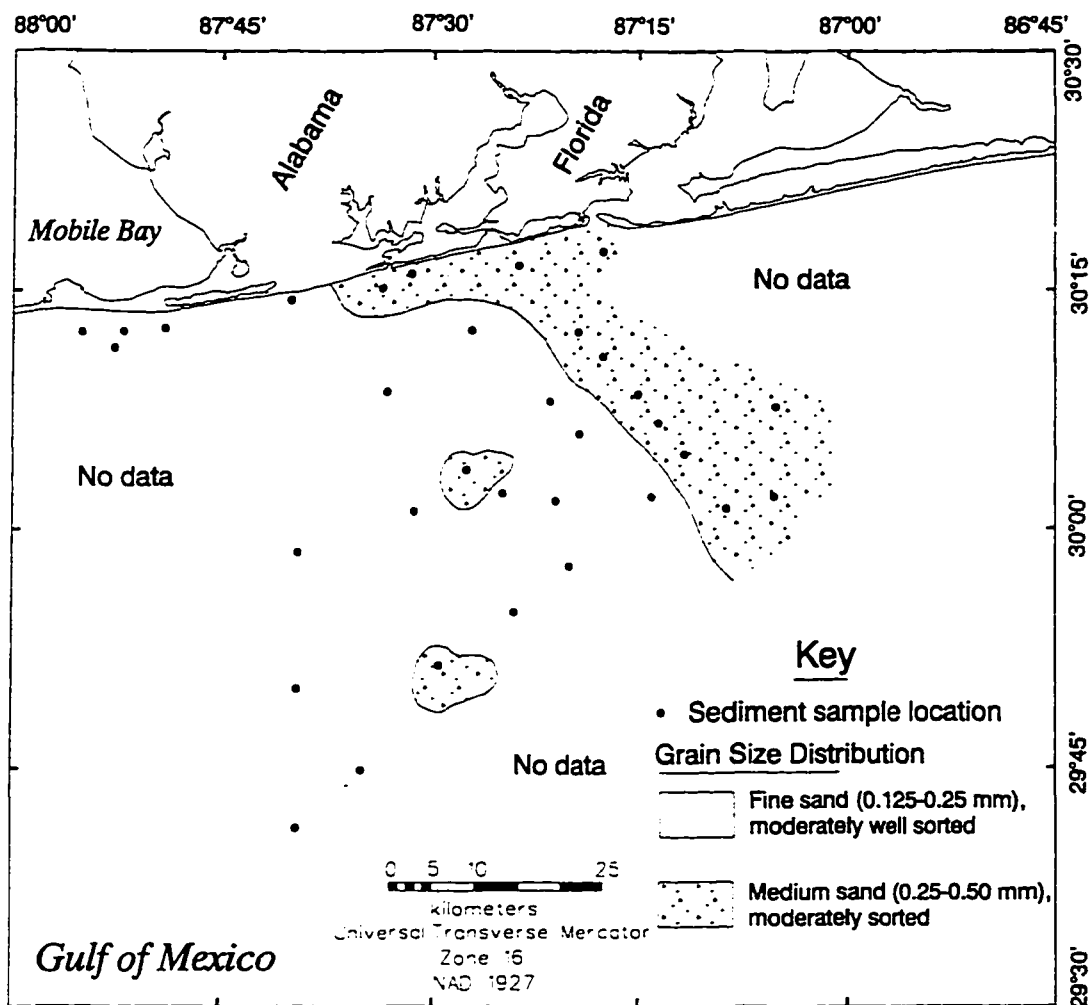 88°00' 87°45' 87°30' 87°15' 87°00' 86°45'
30°30'
Alabama
Florida
Mobile Bay
30°15'
No data
No data
30°00'
Key
• Sediment sample location
No data
Grain Size Distribution
29°45'
Fine sand (0.125-0.25 mm),
moderately well sorted
0 5 10 25
kilometers
Medium sand (0.25-0.50 mm),
moderately sorted
Universal Transverse Mercator
Zone 16
NAD 1927
Gulf of Mexico
29°30'